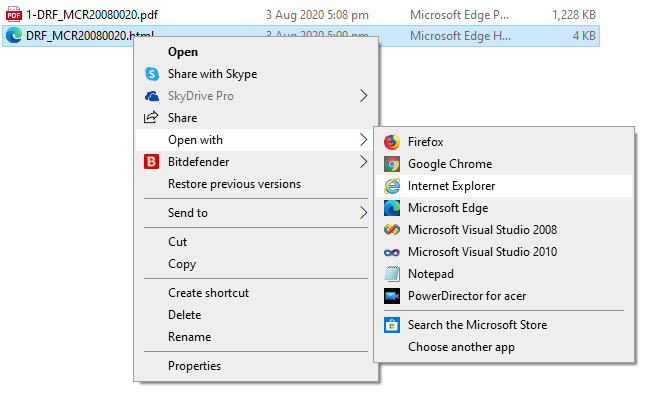 1-DRF_MCR20080020.pdf 3 Aug 2020 5:08 pm Microsoft Edge P... 1,228 KB
DRF_MCR20080020.html 3 Aug 2020 5:09 pm Microsoft Edge H... 4 KB
Open
Share with Skype
SkyDrive Pro
Share
Open with
Bitdefender
Restore previous versions
Send to
Cut
Copy
Create shortcut
Delete
Rename
Properties
Firefox
Google Chrome
Internet Explorer
Microsoft Edge
Microsoft Visual Studio 2008
Microsoft Visual Studio 2010
Notepad
PowerDirector for acer
Search the Microsoft Store
Choose another app